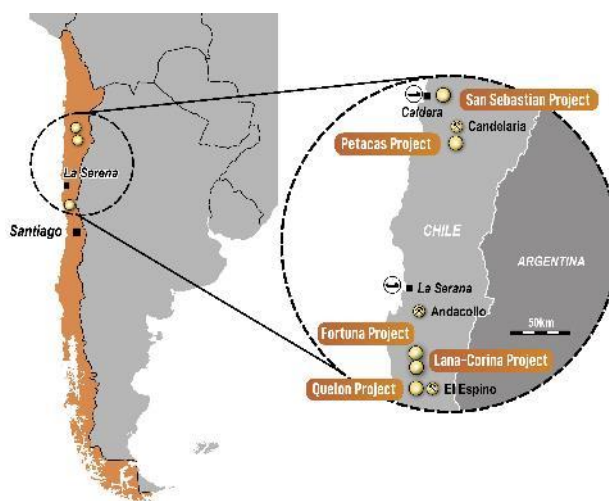 La Serena
Santiago
San Sebastian Project
Caldera
Candelaria
Petacas Project
CHILE
ARGENTINA
La Serana
Andacollo
50km
Fortuna Project
Lana-Corina Project
Quelon Project
El Espino